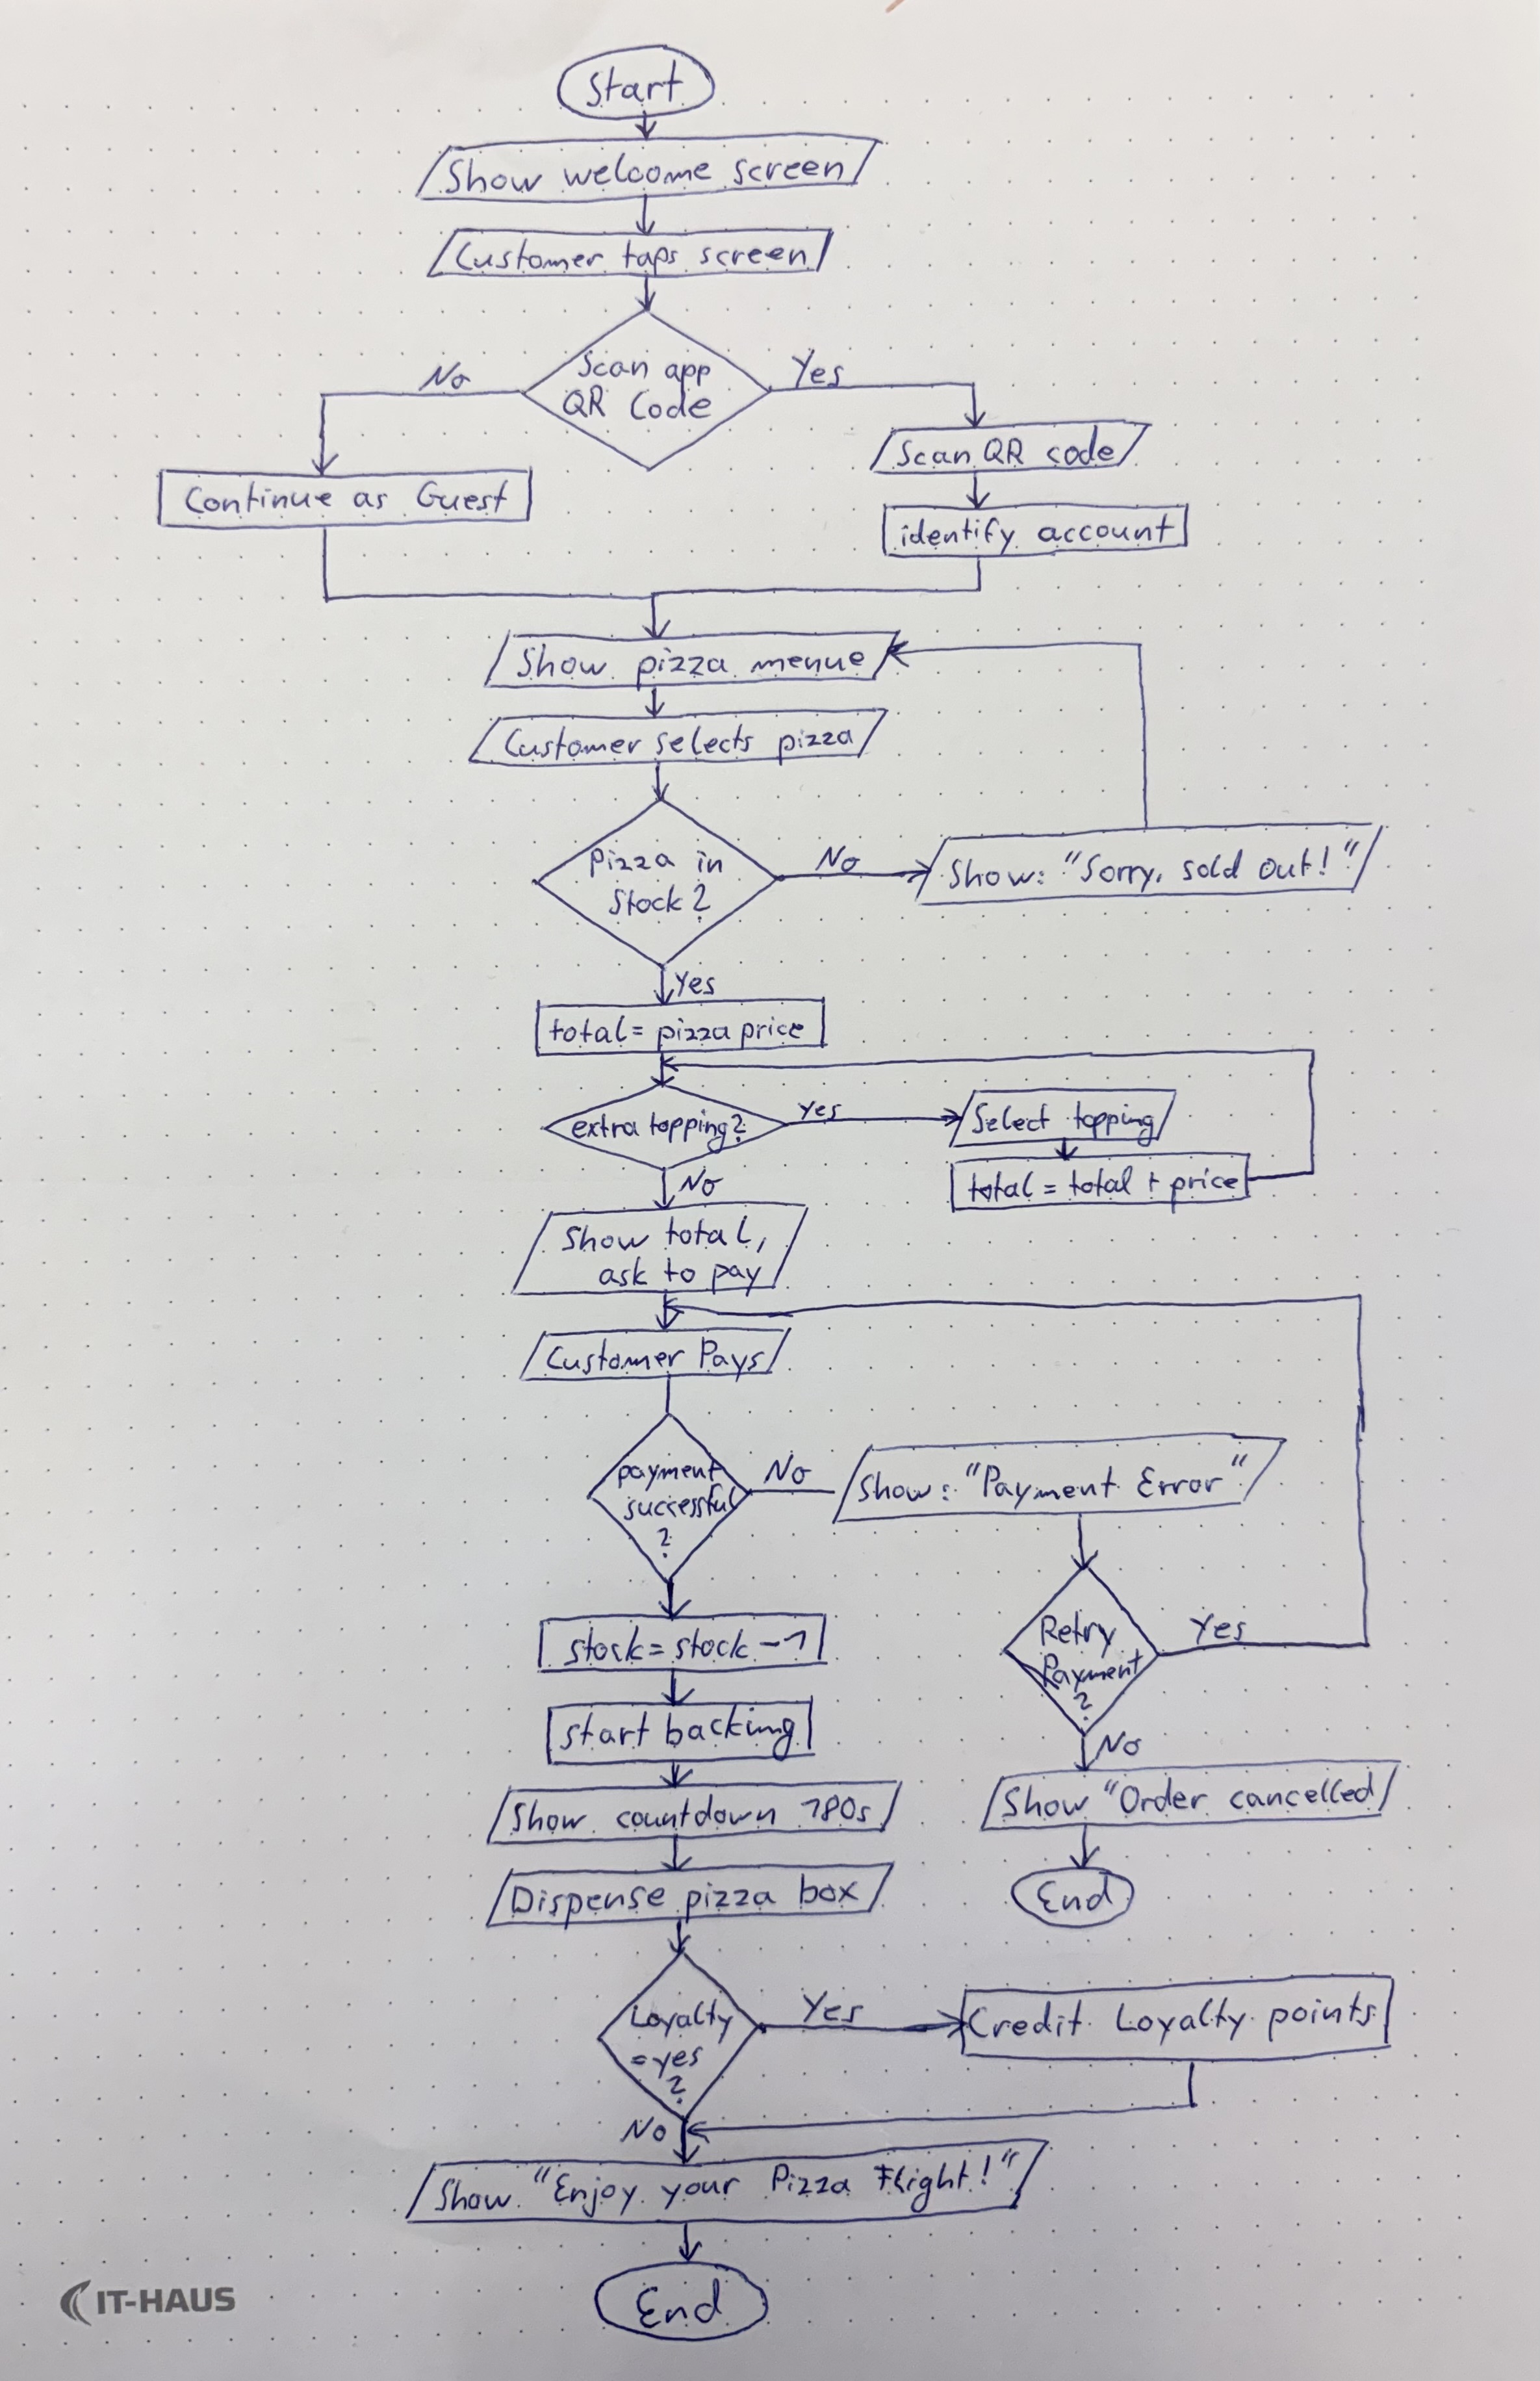 Start
Show welcome screen
Customer taps screen
Scan app
QR Code
No
Yes
Continue as Guest
Scan QR code
identify account
Show pizza menue
Customer selects pizza
Pizza in
Stock?
No
Show: "Sorry, sold out!"
Yes
total = pizza price
extra topping?
Yes
Select topping
total = total + price
No
Show total,
ask to pay
Customer Pays
payment
successful
?
No
Show: "Payment Error"
Retry
Payment
?
Yes
No
Show "Order cancelled
End
stock = stock - 1
start backing
Show countdown 180s
Dispense pizza box
Loyalty
= yes
?
Yes
Credit Loyalty points
No
Show "Enjoy your Pizza Flight!"
End
IT-HAUS